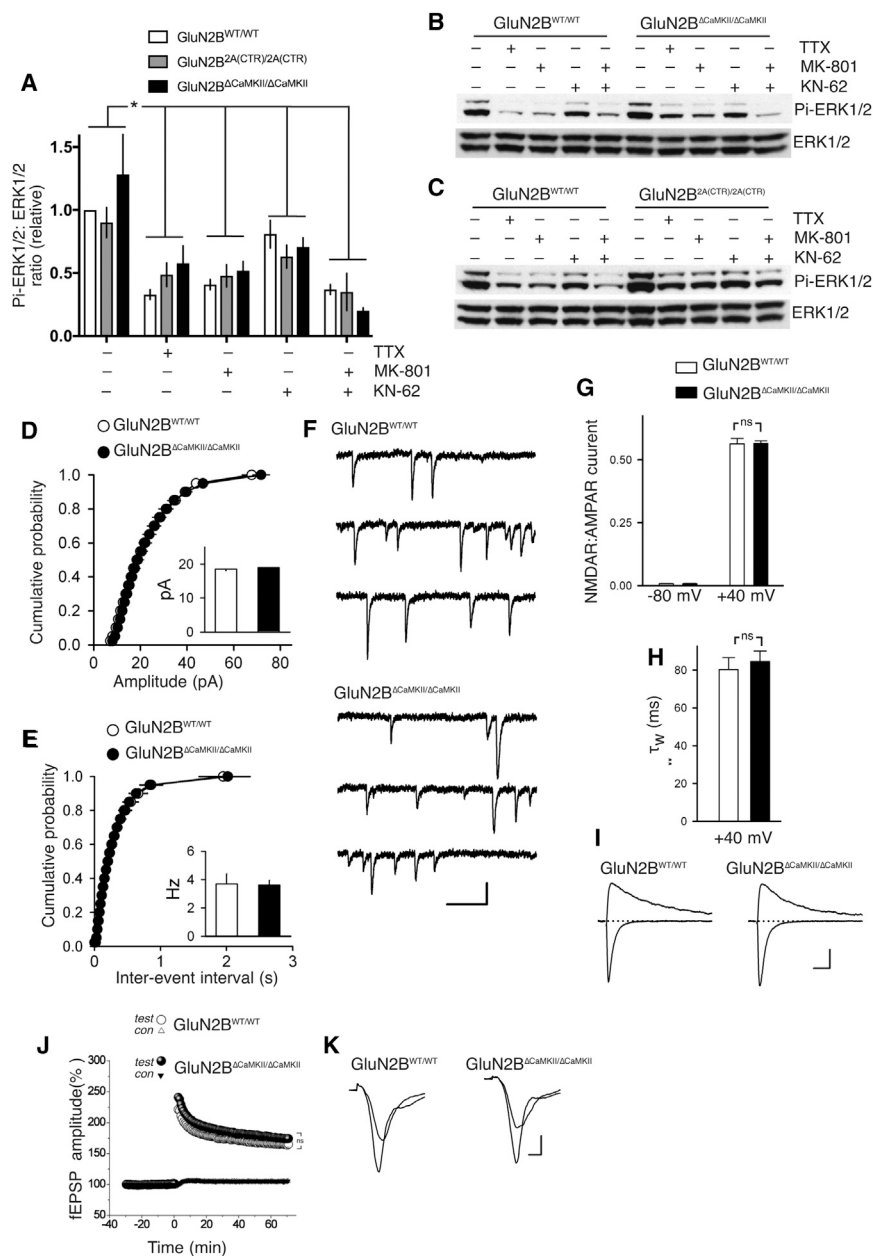 GluN2B^WT/WT
GluN2B^2A(CTR)/2A(CTR)
GluN2B^ΔCaMKII/ΔCaMKII
A
*
1.5
1.0
0.5
0.0
Pi-ERK1/2: ERK1/2
ratio (relative)
– + – – – TTX
– – + – + MK-801
– – – + + KN-62
B
GluN2B^WT/WT GluN2B^ΔCaMKII/ΔCaMKII
– + – – – – + – – – TTX
– – + – + – – + – + MK-801
– – – + + – – – + + KN-62
Pi-ERK1/2
ERK1/2
C
GluN2B^WT/WT GluN2B^2A(CTR)/2A(CTR)
– + – – – – + – – – TTX
– – + – + – – + – + MK-801
– – – + + – – – + + KN-62
Pi-ERK1/2
ERK1/2
D
GluN2B^WT/WT
GluN2B^ΔCaMKII/ΔCaMKII
Cumulative probability
1.0
0.8
0.6
0.4
0.2
0.0
0 20 40 60 80
Amplitude (pA)
pA
20
10
0
E
GluN2B^WT/WT
GluN2B^ΔCaMKII/ΔCaMKII
Cumulative probability
1.0
0.8
0.6
0.4
0.2
0.0
0 1 2 3
Inter-event interval (s)
Hz
6
4
2
0
F
GluN2B^WT/WT
GluN2B^ΔCaMKII/ΔCaMKII
GluN2B^WT/WT
GluN2B^ΔCaMKII/ΔCaMKII
G
NMDAR:AMPAR cuurent
ns
0.50
0.25
0.00
-80 mV +40 mV
H
ns
τw (ms)
80
60
40
20
0
+40 mV
I
GluN2B^WT/WT GluN2B^ΔCaMKII/ΔCaMKII
J
test
con
GluN2B^WT/WT
test
con
GluN2B^ΔCaMKII/ΔCaMKII
fEPSP amplitude(% )
300
250
200
150
100
50
ns
-40 -20 0 20 40 60
Time (min)
K
GluN2B^WT/WT GluN2B^ΔCaMKII/ΔCaMKII